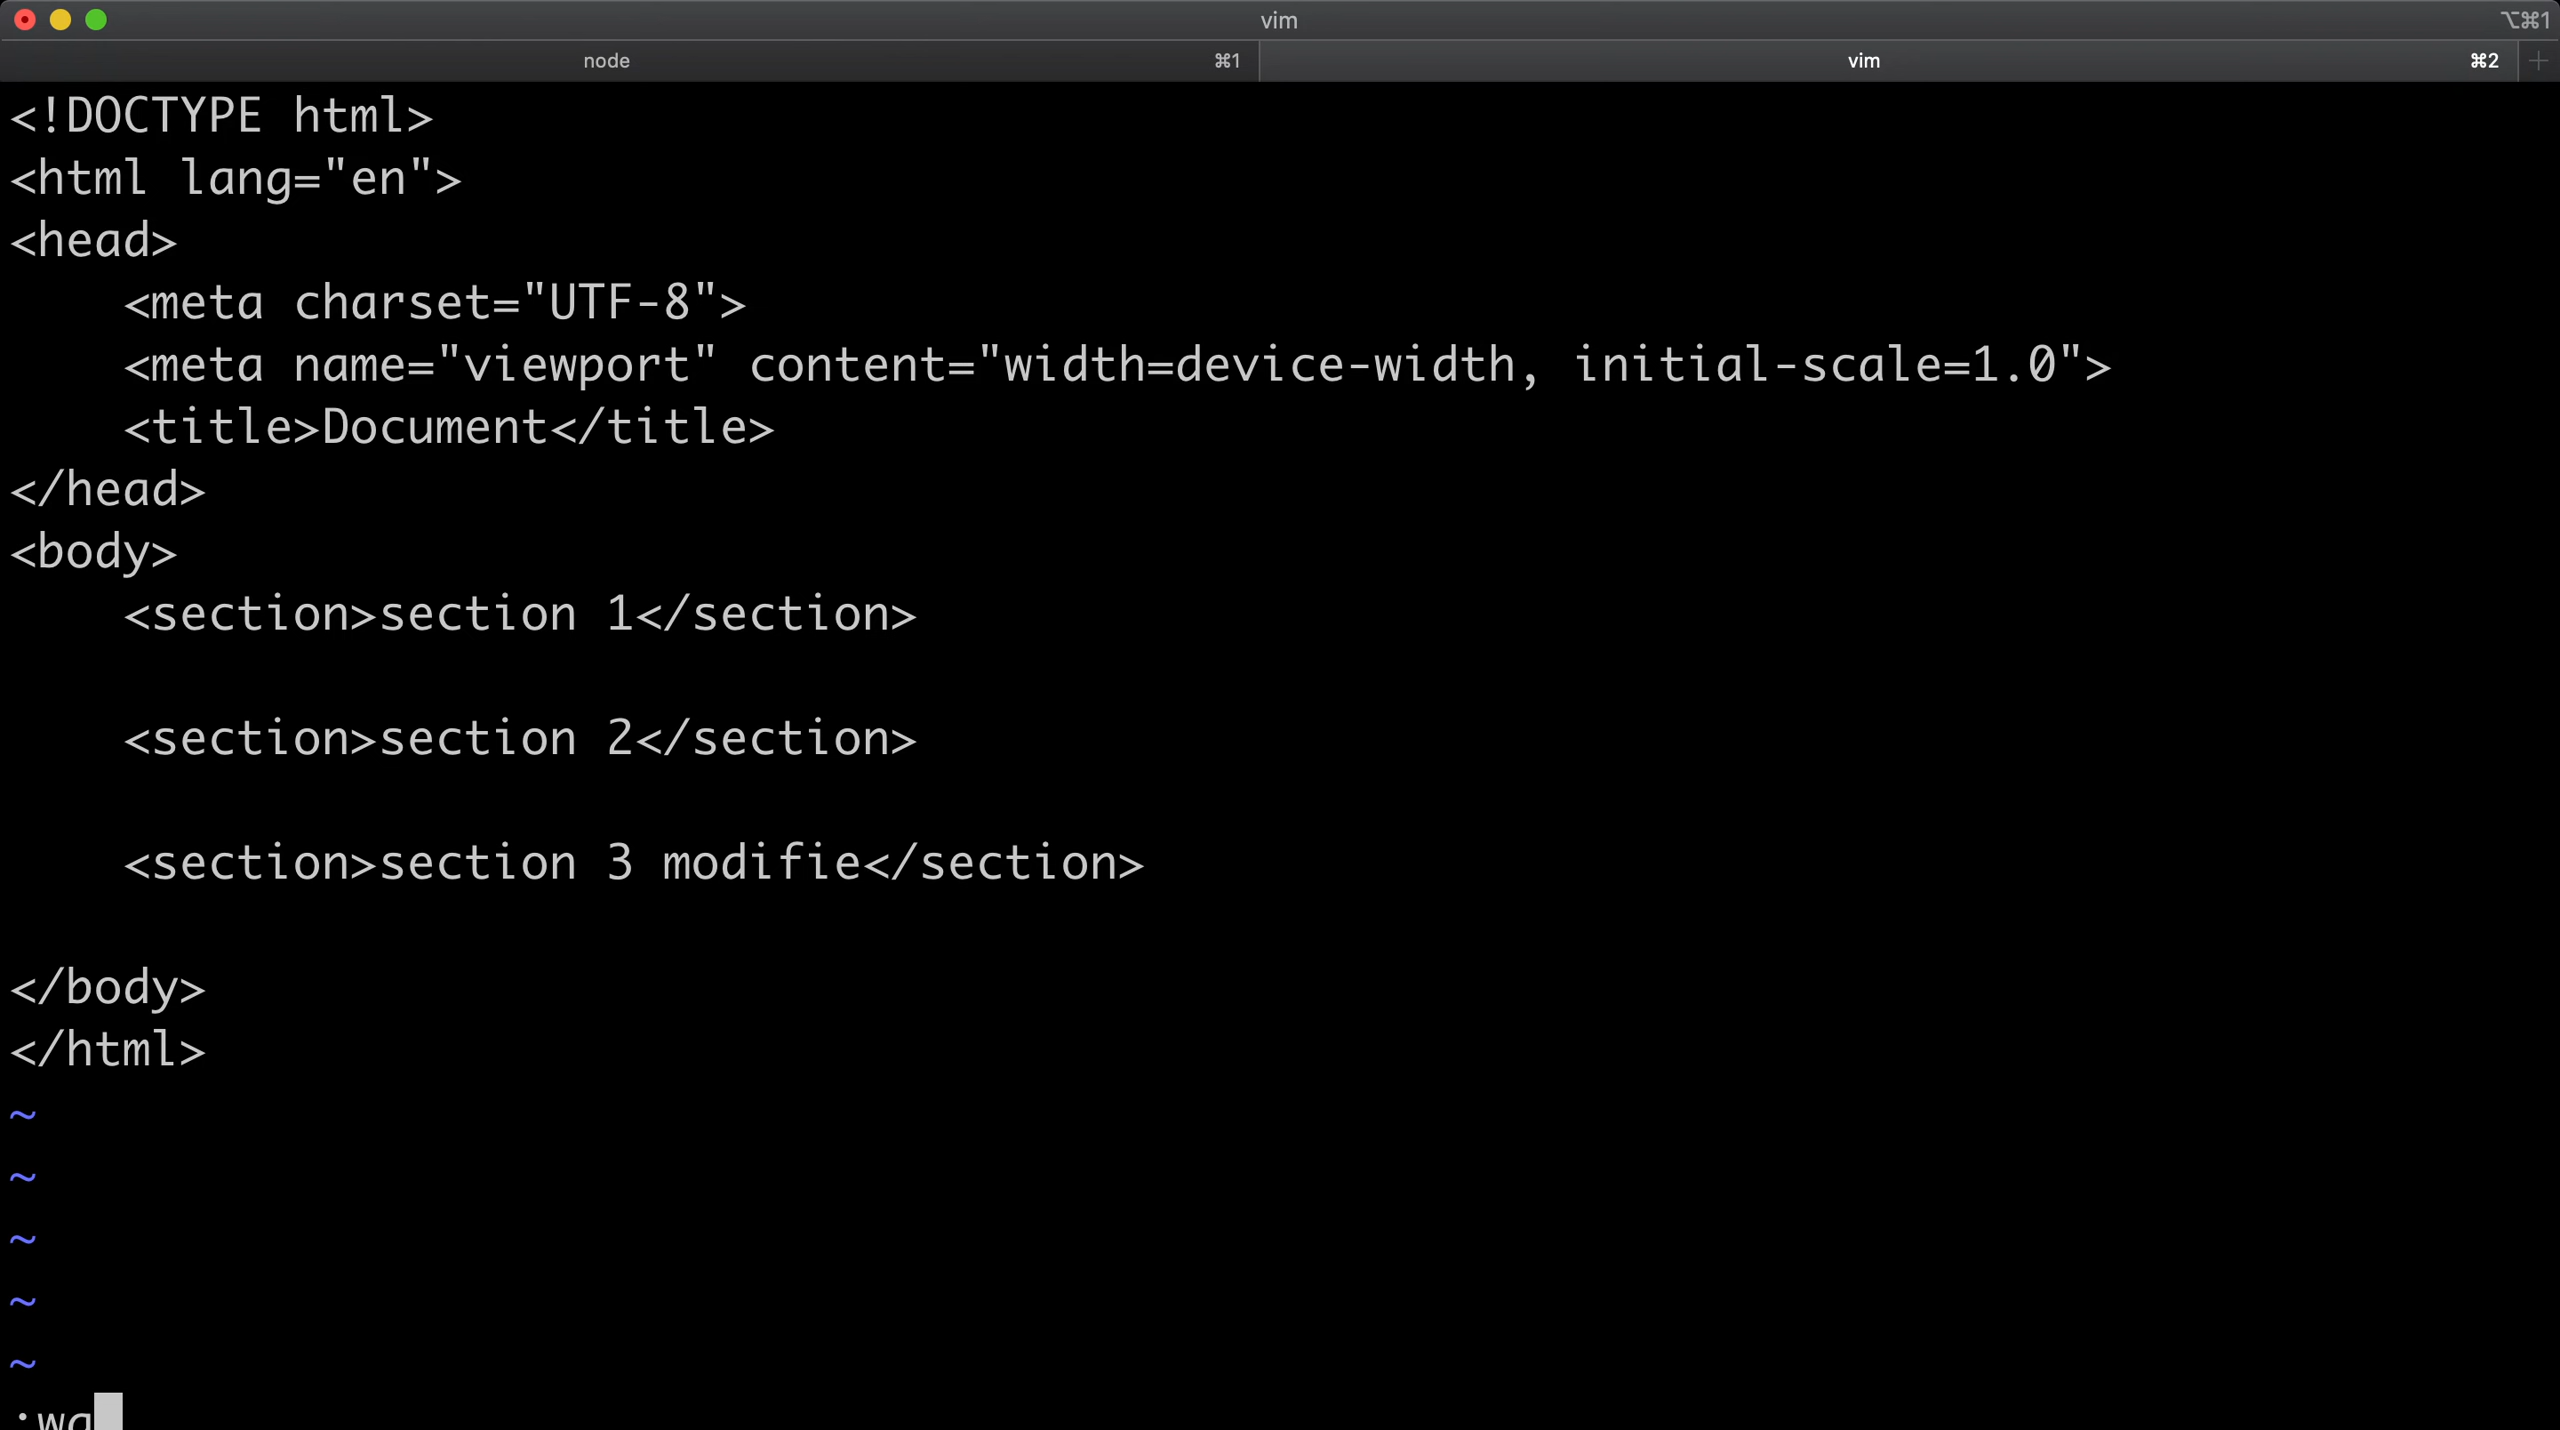 vim ⌥⌘1
node ⌘1 vim ⌘2 +
<!DOCTYPE html>
<html lang="en">
<head>
    <meta charset="UTF-8">
    <meta name="viewport" content="width=device-width, initial-scale=1.0">
    <title>Document</title>
</head>
<body>
    <section>section 1</section>
    <section>section 2</section>
    <section>section 3 modifie</section>
</body>
</html>
~
~
~
~
~